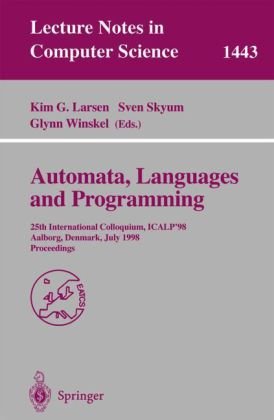 Lecture Notes in
Computer Science 1443
Kim G. Larsen Sven Skyum
Glynn Winskel (Eds.)
Automata, Languages
and Programming
25th International Colloquium, ICALP'98
Aalborg, Denmark, July 1998
Proceedings
EATCS
Springer